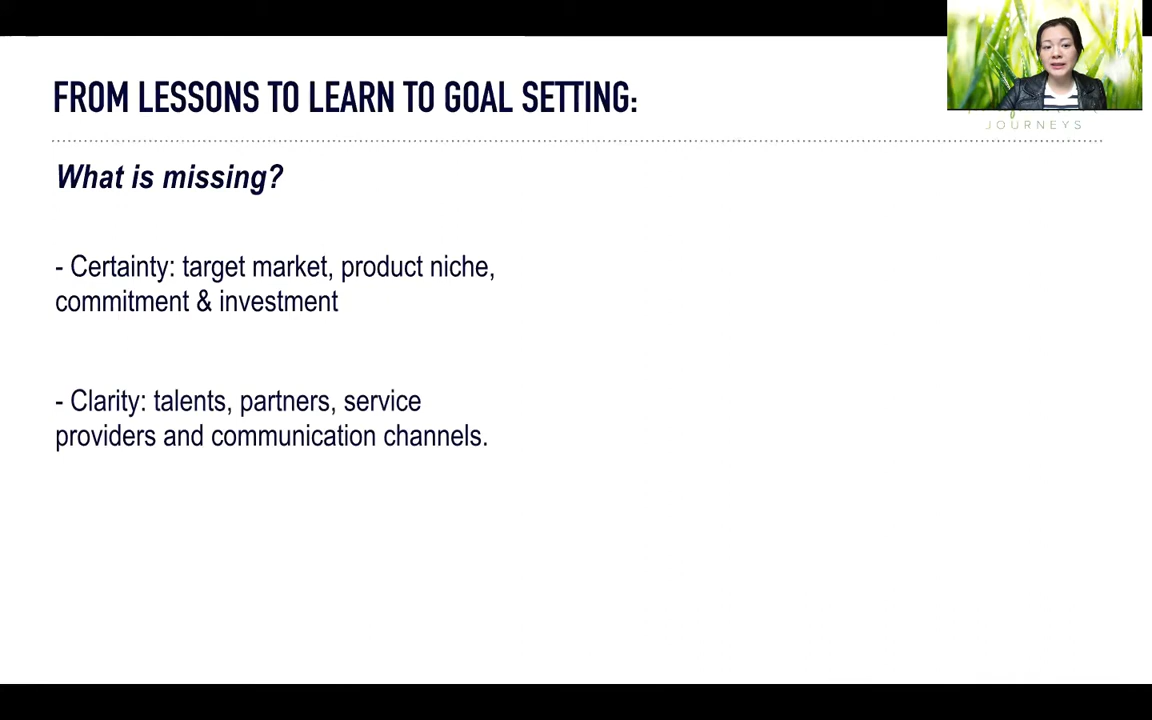 FROM LESSONS TO LEARN TO GOAL SETTING:
JOURNEYS
What is missing?
- Certainty: target market, product niche,
commitment & investment
- Clarity: talents, partners, service
providers and communication channels.